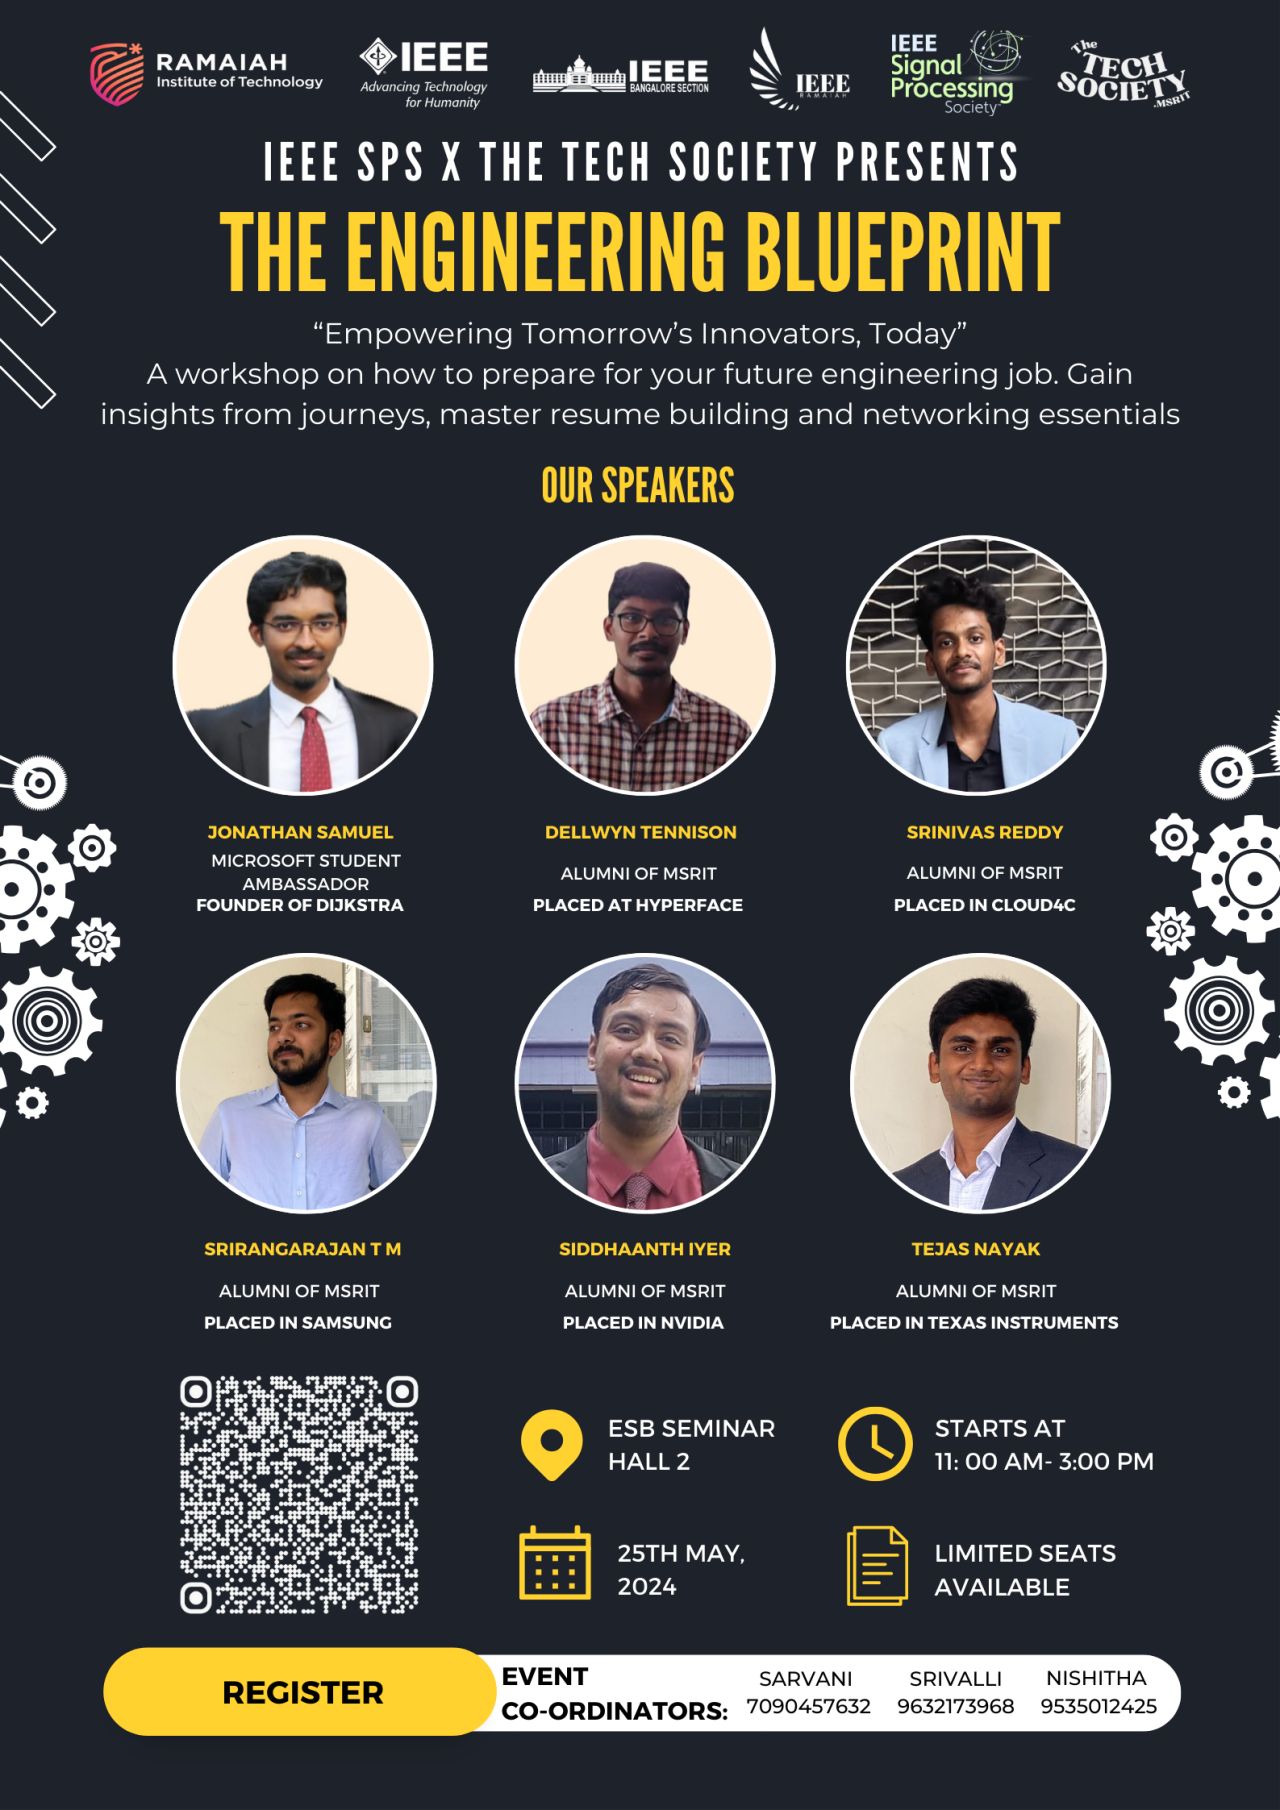 RAMAIAH
Institute of Technology
IEEE
Advancing Technology
for Humanity
IEEE
BANGALORE SECTION
IEEE
RAMAIAH
IEEE
Signal
Processing
Society
The
TECH
SOCIETY
.MSRIT
IEEE SPS X THE TECH SOCIETY PRESENTS
THE ENGINEERING BLUEPRINT
“Empowering Tomorrow’s Innovators, Today”
A workshop on how to prepare for your future engineering job. Gain
insights from journeys, master resume building and networking essentials
OUR SPEAKERS
JONATHAN SAMUEL
MICROSOFT STUDENT
AMBASSADOR
FOUNDER OF DIJKSTRA
DELLWYN TENNISON
ALUMNI OF MSRIT
PLACED AT HYPERFACE
SRINIVAS REDDY
ALUMNI OF MSRIT
PLACED IN CLOUD4C
SRIRANGARAJAN T M
ALUMNI OF MSRIT
PLACED IN SAMSUNG
SIDDHAANTH IYER
ALUMNI OF MSRIT
PLACED IN NVIDIA
TEJAS NAYAK
ALUMNI OF MSRIT
PLACED IN TEXAS INSTRUMENTS
ESB SEMINAR
HALL 2
STARTS AT
11: 00 AM- 3:00 PM
25TH MAY,
2024
LIMITED SEATS
AVAILABLE
REGISTER
EVENT
CO-ORDINATORS:
SARVANI
7090457632
SRIVALLI
9632173968
NISHITHA
9535012425